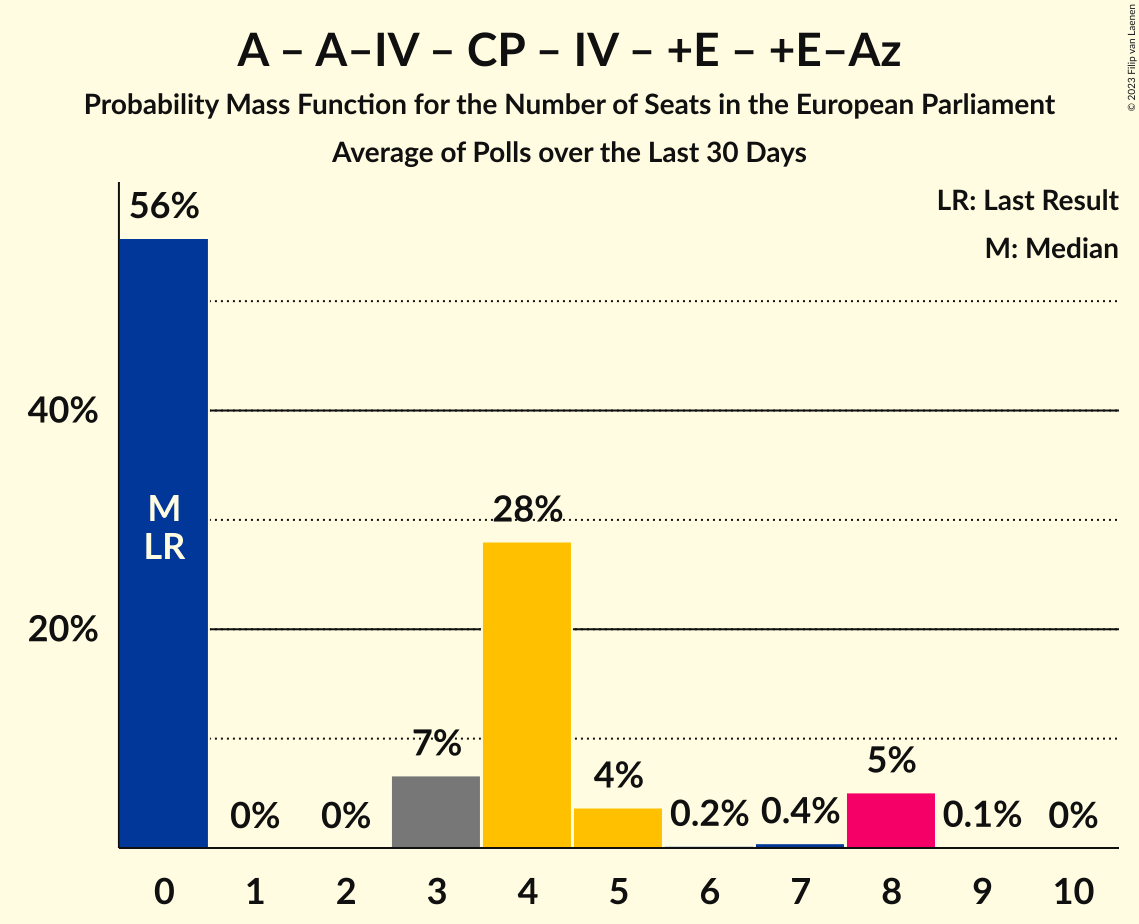 A – A–IV – CP – IV – +E – +E–Az
Probability Mass Function for the Number of Seats in the European Parliament
Average of Polls over the Last 30 Days
© 2023 Filip van Laenen
LR: Last Result
M: Median
56%
40%
20%
M
LR
0%
0%
7%
28%
4%
0.2%
0.4%
5%
0.1%
0%
0 1 2 3 4 5 6 7 8 9 10